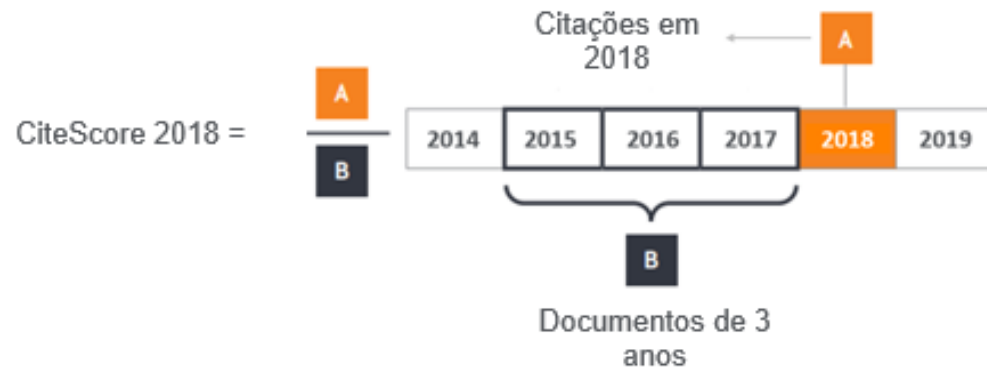 Citações em
2018
A
CiteScore 2018 =
A
B
2014 2015 2016 2017 2018 2019
B
Documentos de 3
anos